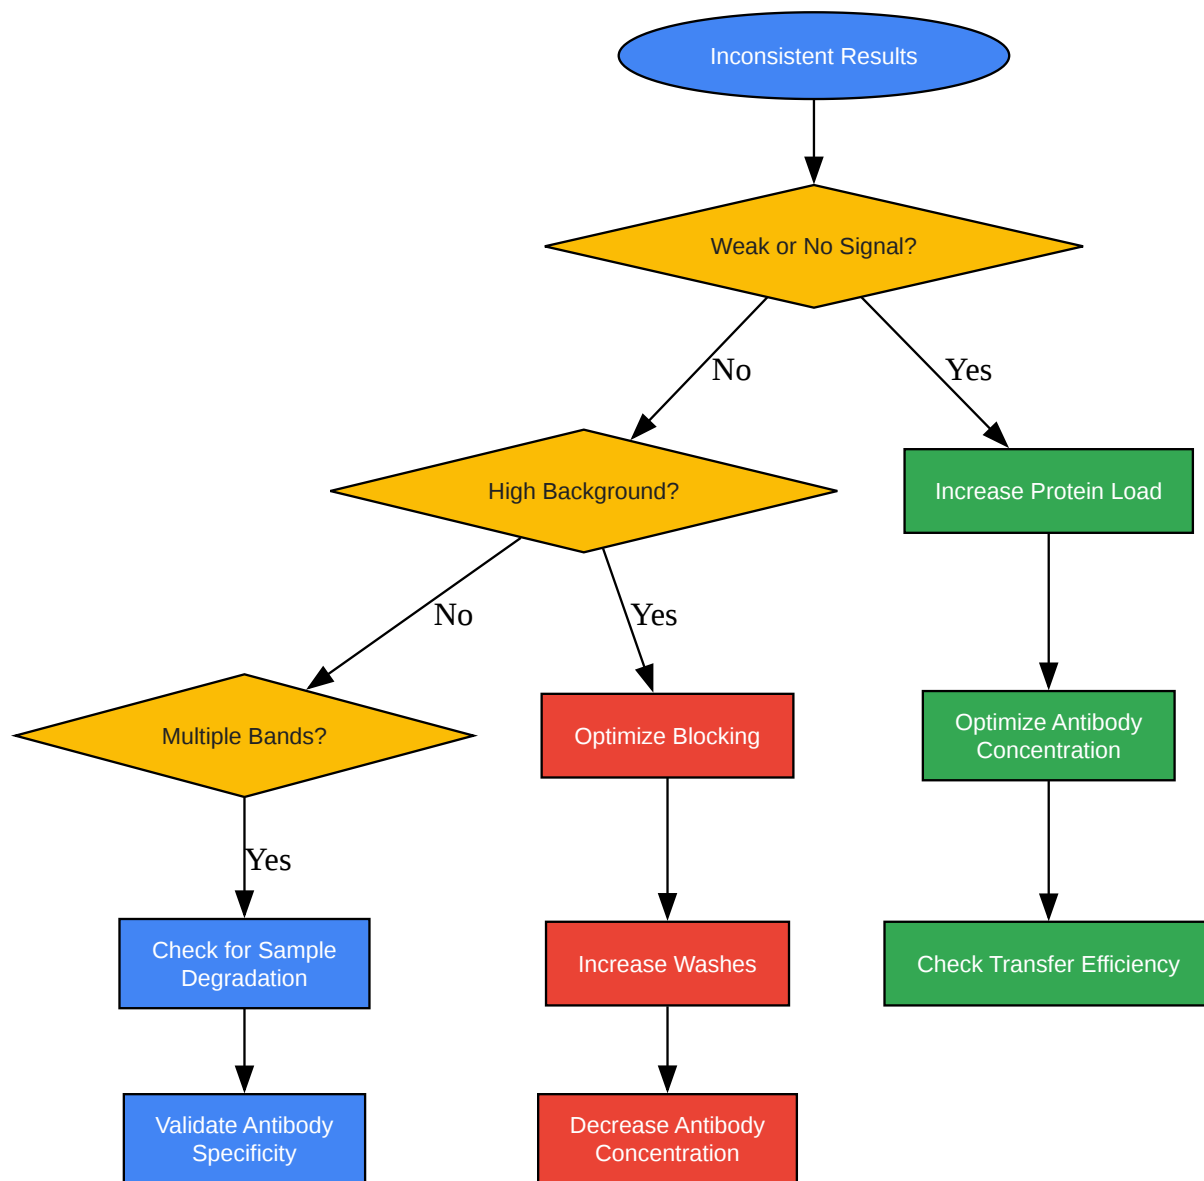 Inconsistent Results
Weak or No Signal?
No
Yes
High Background?
Increase Protein Load
No
Yes
Multiple Bands?
Optimize Blocking
Optimize Antibody
Concentration
Yes
Check for Sample
Degradation
Increase Washes
Check Transfer Efficiency
Validate Antibody
Specificity
Decrease Antibody
Concentration